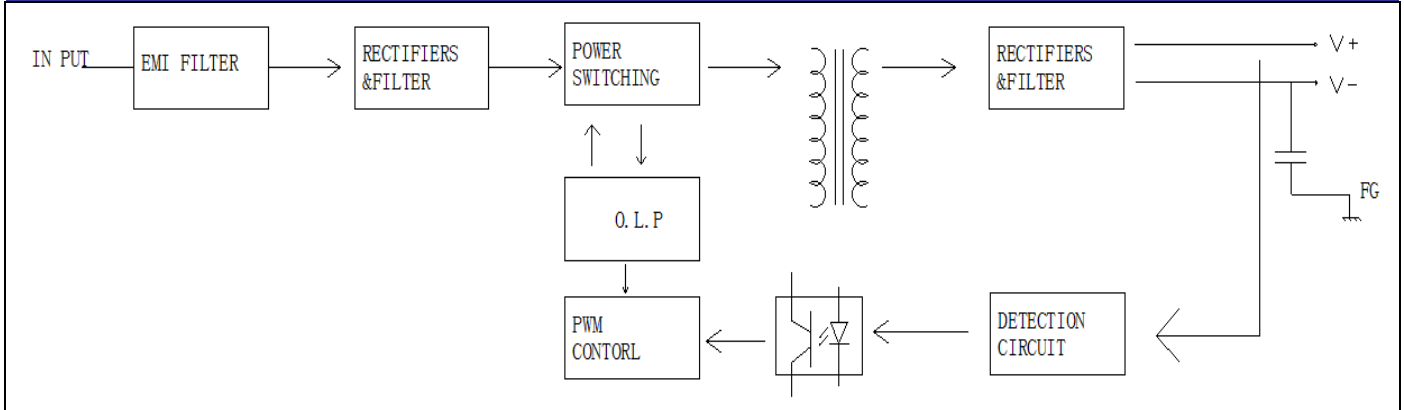 IN PUT
EMI FILTER
RECTIFIERS
&FILTER
POWER
SWITCHING
RECTIFIERS
&FILTER
V+
V-
FG
O.L.P
PWM
CONTORL
DETECTION
CIRCUIT